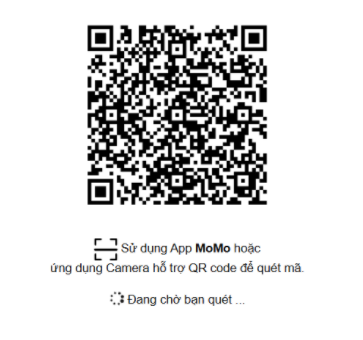 Sử dụng App MoMo hoặc
ứng dụng Camera hỗ trợ QR code để quét mã.
Đang chờ bạn quét ...